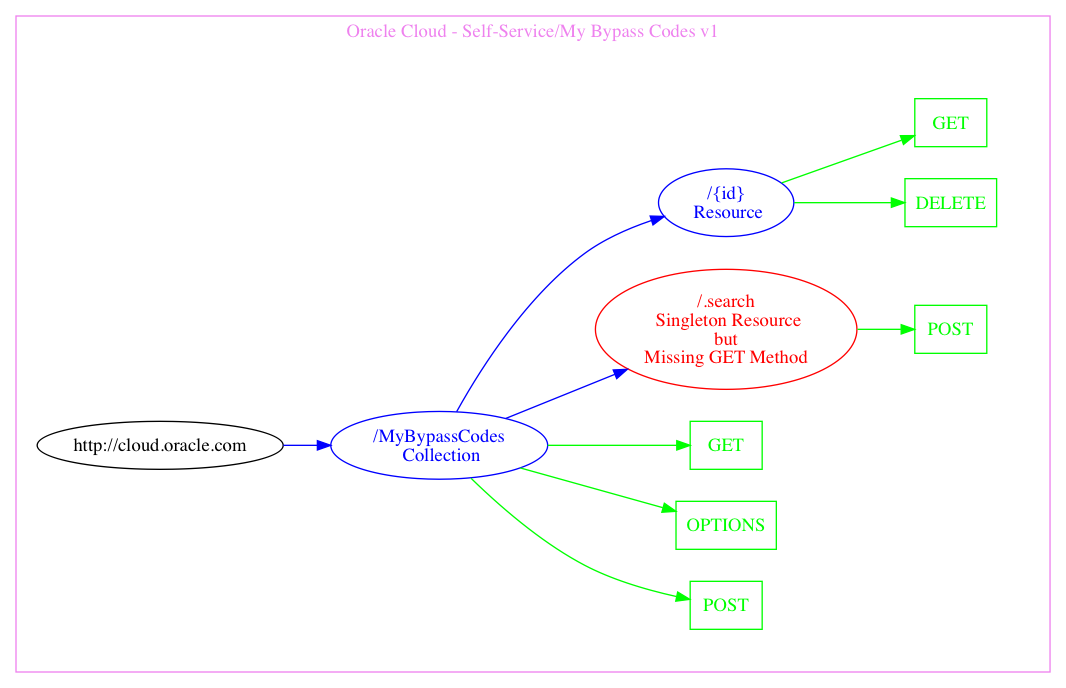 Oracle Cloud - Self-Service/My Bypass Codes v1
GET
/{id}
Resource
DELETE
/.search
Singleton Resource
but
Missing GET Method
POST
http://cloud.oracle.com
/MyBypassCodes
Collection
GET
OPTIONS
POST